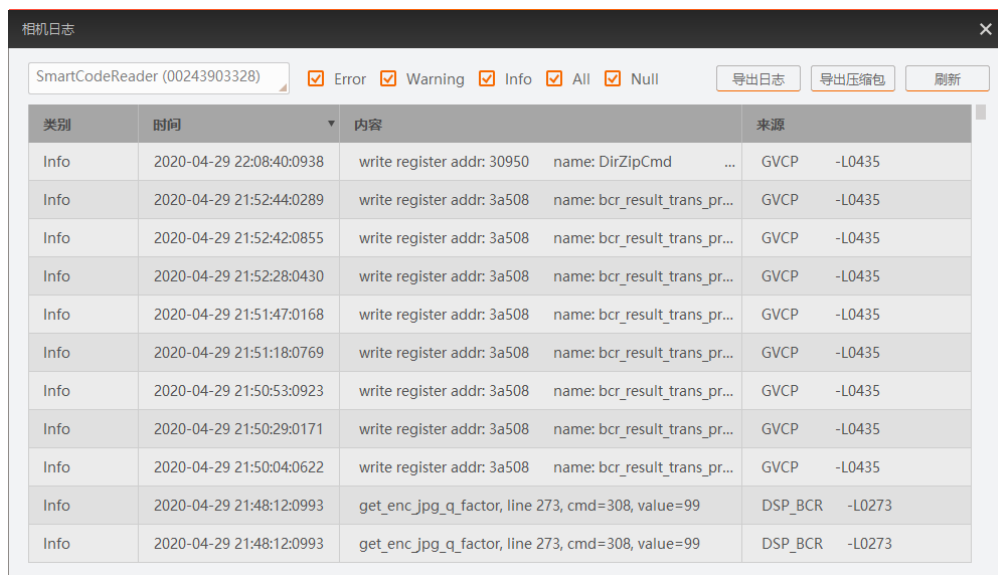 相机日志
SmartCodeReader (00243903328) Error Warning Info All Null 导出日志 导出压缩包 刷新
类别 时间 内容 来源
Info 2020-04-29 22:08:40:0938 write register addr: 30950 name: DirZipCmd ... GVCP -L0435
Info 2020-04-29 21:52:44:0289 write register addr: 3a508 name: bcr_result_trans_pr... GVCP -L0435
Info 2020-04-29 21:52:42:0855 write register addr: 3a508 name: bcr_result_trans_pr... GVCP -L0435
Info 2020-04-29 21:52:28:0430 write register addr: 3a508 name: bcr_result_trans_pr... GVCP -L0435
Info 2020-04-29 21:51:47:0168 write register addr: 3a508 name: bcr_result_trans_pr... GVCP -L0435
Info 2020-04-29 21:51:18:0769 write register addr: 3a508 name: bcr_result_trans_pr... GVCP -L0435
Info 2020-04-29 21:50:53:0923 write register addr: 3a508 name: bcr_result_trans_pr... GVCP -L0435
Info 2020-04-29 21:50:29:0171 write register addr: 3a508 name: bcr_result_trans_pr... GVCP -L0435
Info 2020-04-29 21:50:04:0622 write register addr: 3a508 name: bcr_result_trans_pr... GVCP -L0435
Info 2020-04-29 21:48:12:0993 get_enc_jpg_q_factor, line 273, cmd=308, value=99 DSP_BCR -L0273
Info 2020-04-29 21:48:12:0993 get_enc_jpg_q_factor, line 273, cmd=308, value=99 DSP_BCR -L0273